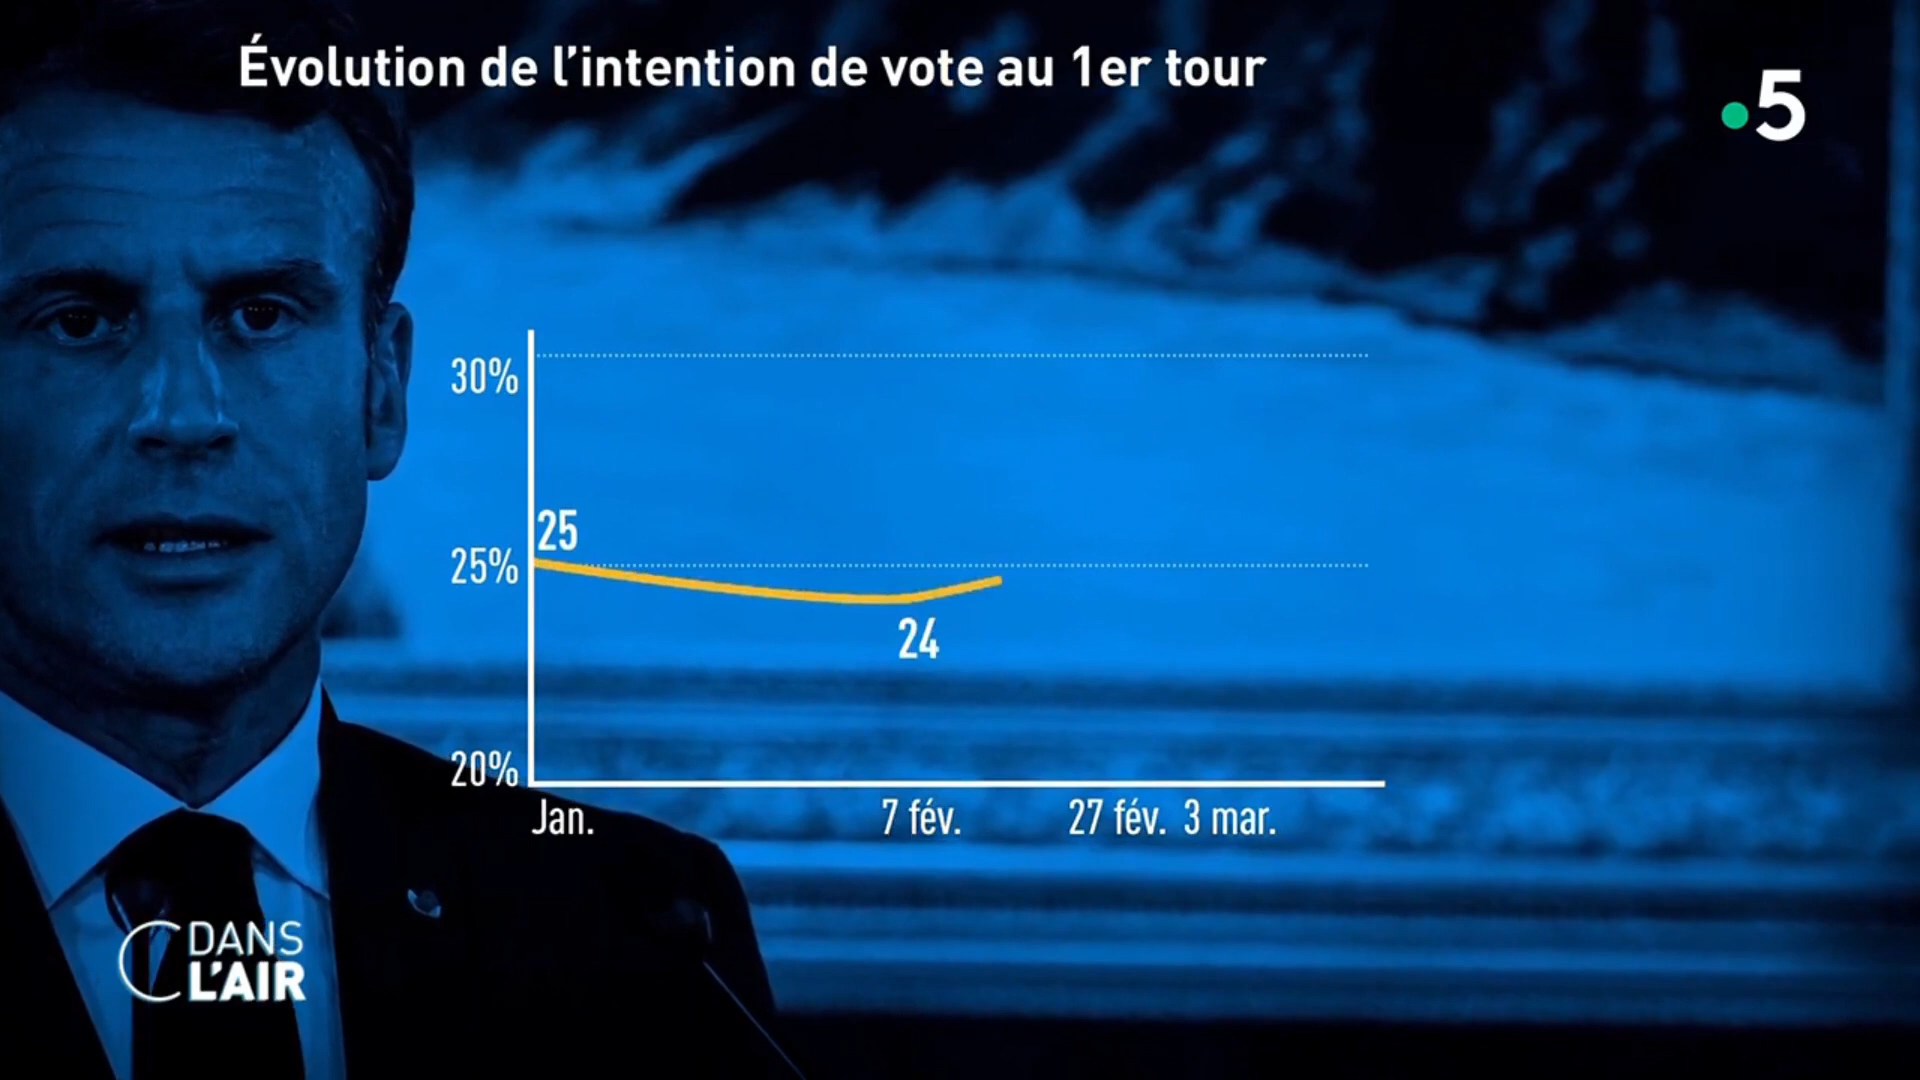 Évolution de l’intention de vote au 1er tour
5
30%
25
25%
24
20%
Jan. 7 fév. 27 fév. 3 mar.
C DANS
L’AIR